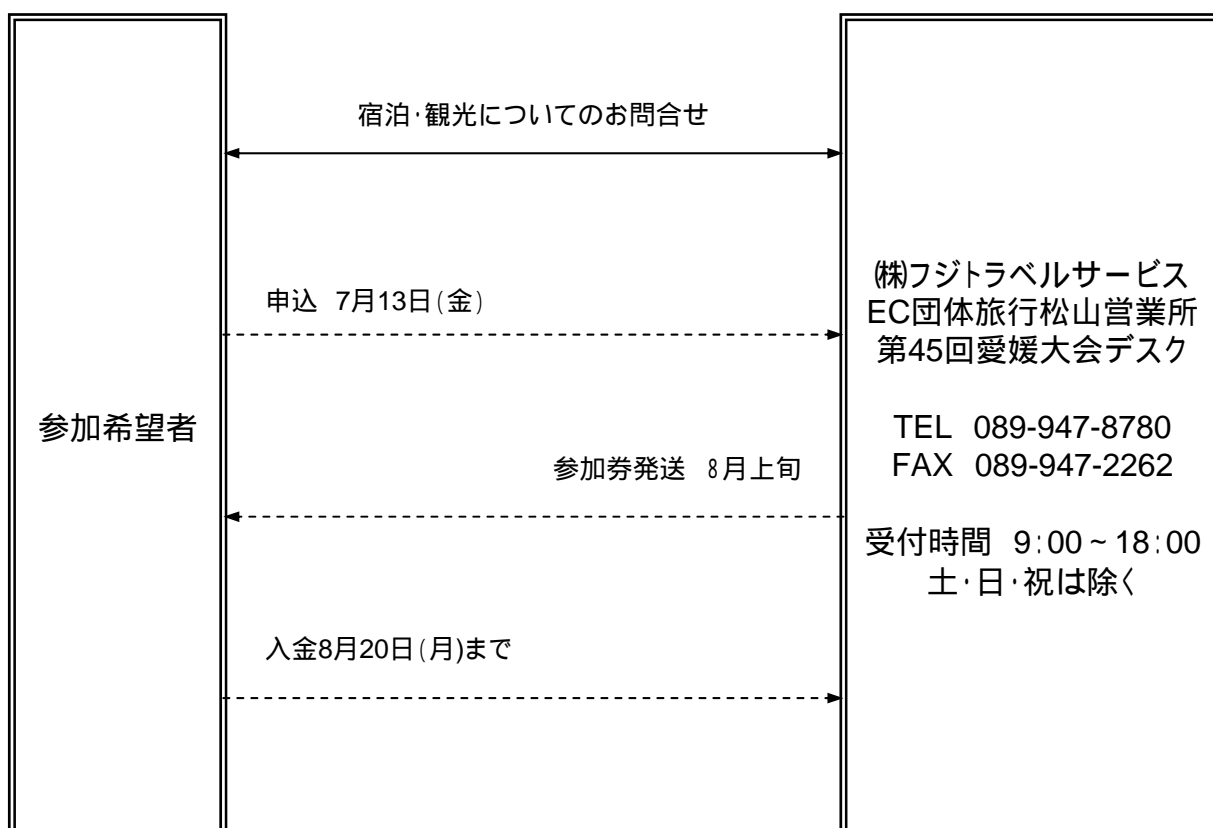 宿泊･観光についてのお問合せ
申込 7月13日(金)
参加希望者
参加券発送 8月上旬
入金8月20日(月)まで
㈱フジトラベルサービス
EC団体旅行松山営業所
第45回愛媛大会デスク
TEL 089-947-8780
FAX 089-947-2262
受付時間 9:00～18:00
土･日･祝は除く